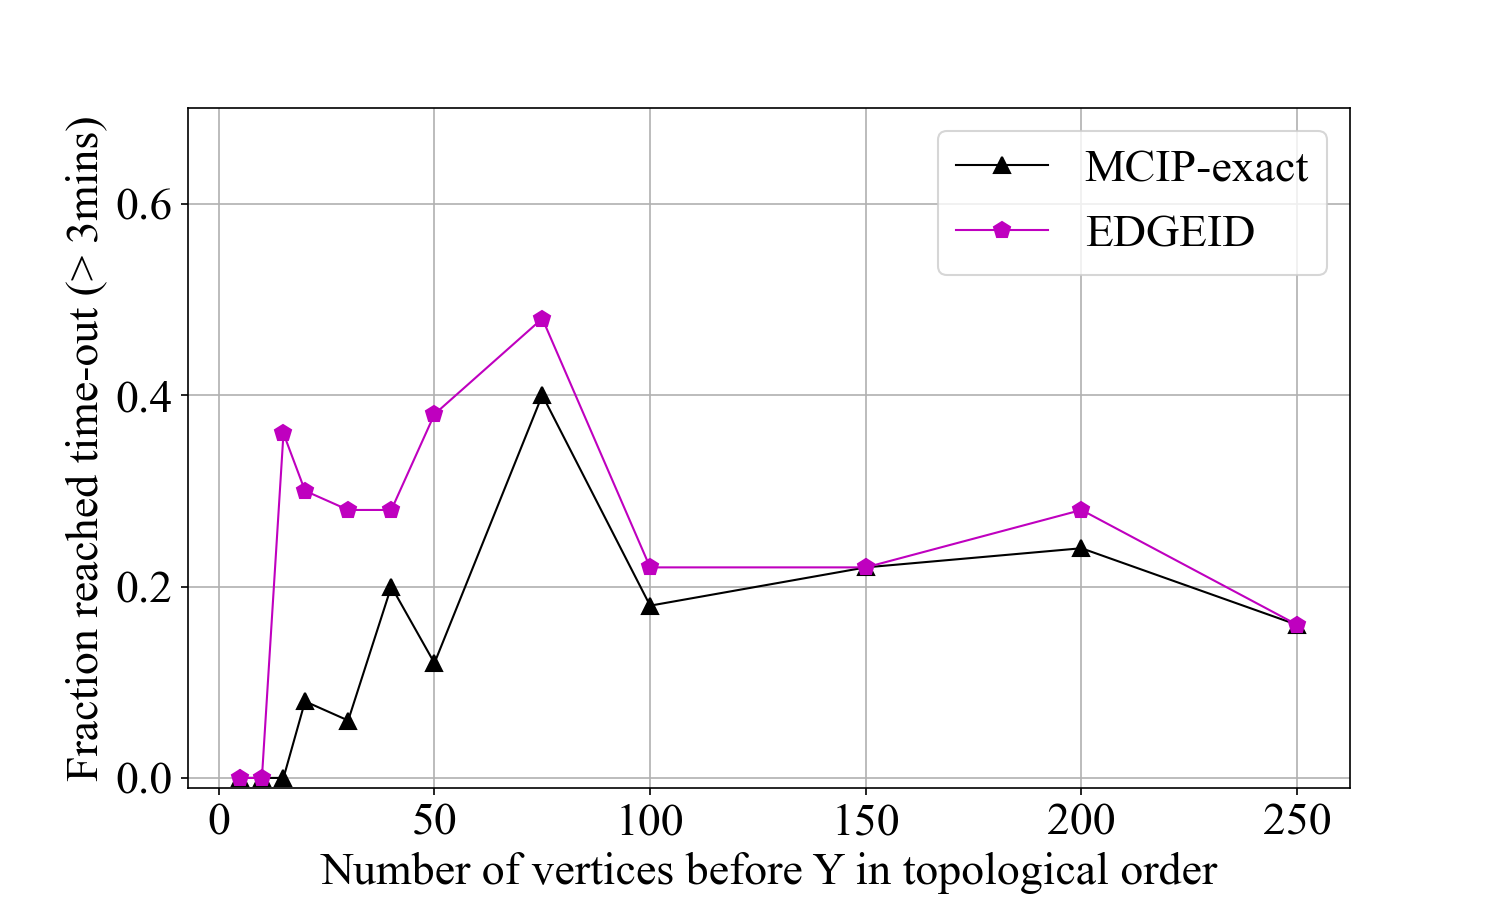 MCIP-exact
EDGEID
Fraction reached time-out (> 3mins)
0.6
0.4
0.2
0.0
0 50 100 150 200 250
Number of vertices before Y in topological order